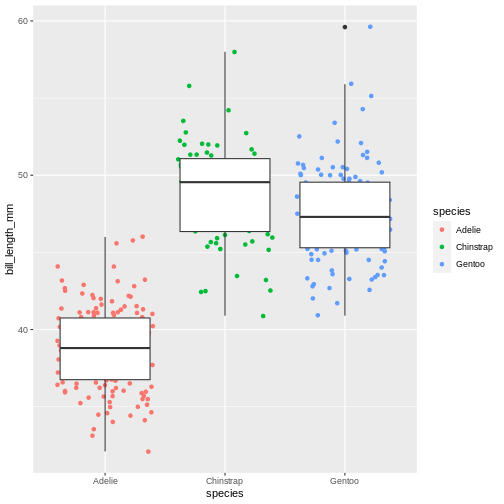 60
50
40
bill_length_mm
Adelie
Chinstrap
Gentoo
species
species
Adelie
Chinstrap
Gentoo